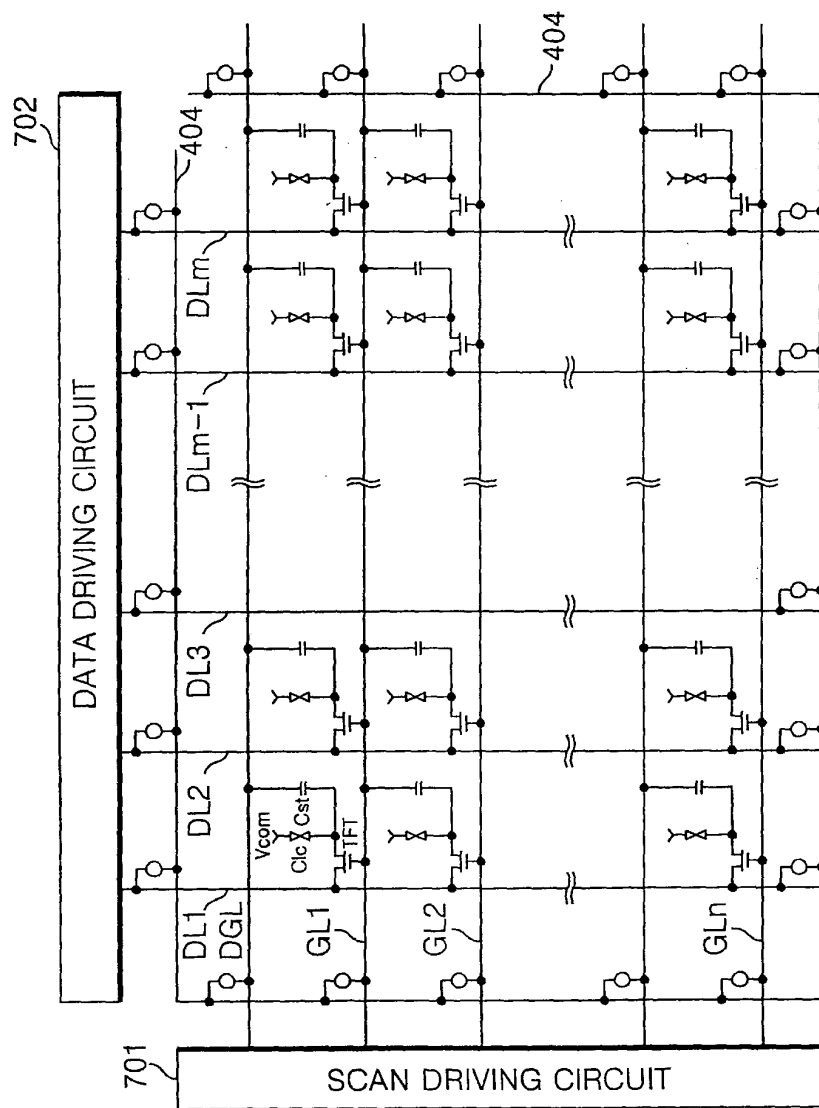 702
DATA DRIVING CIRCUIT
404
DL1
DGL
DL2
DL3
DLm-1
DLm
Vcom
Clc
Cst
TFT
GL1
GL2
404
GLn
701
SCAN DRIVING CIRCUIT